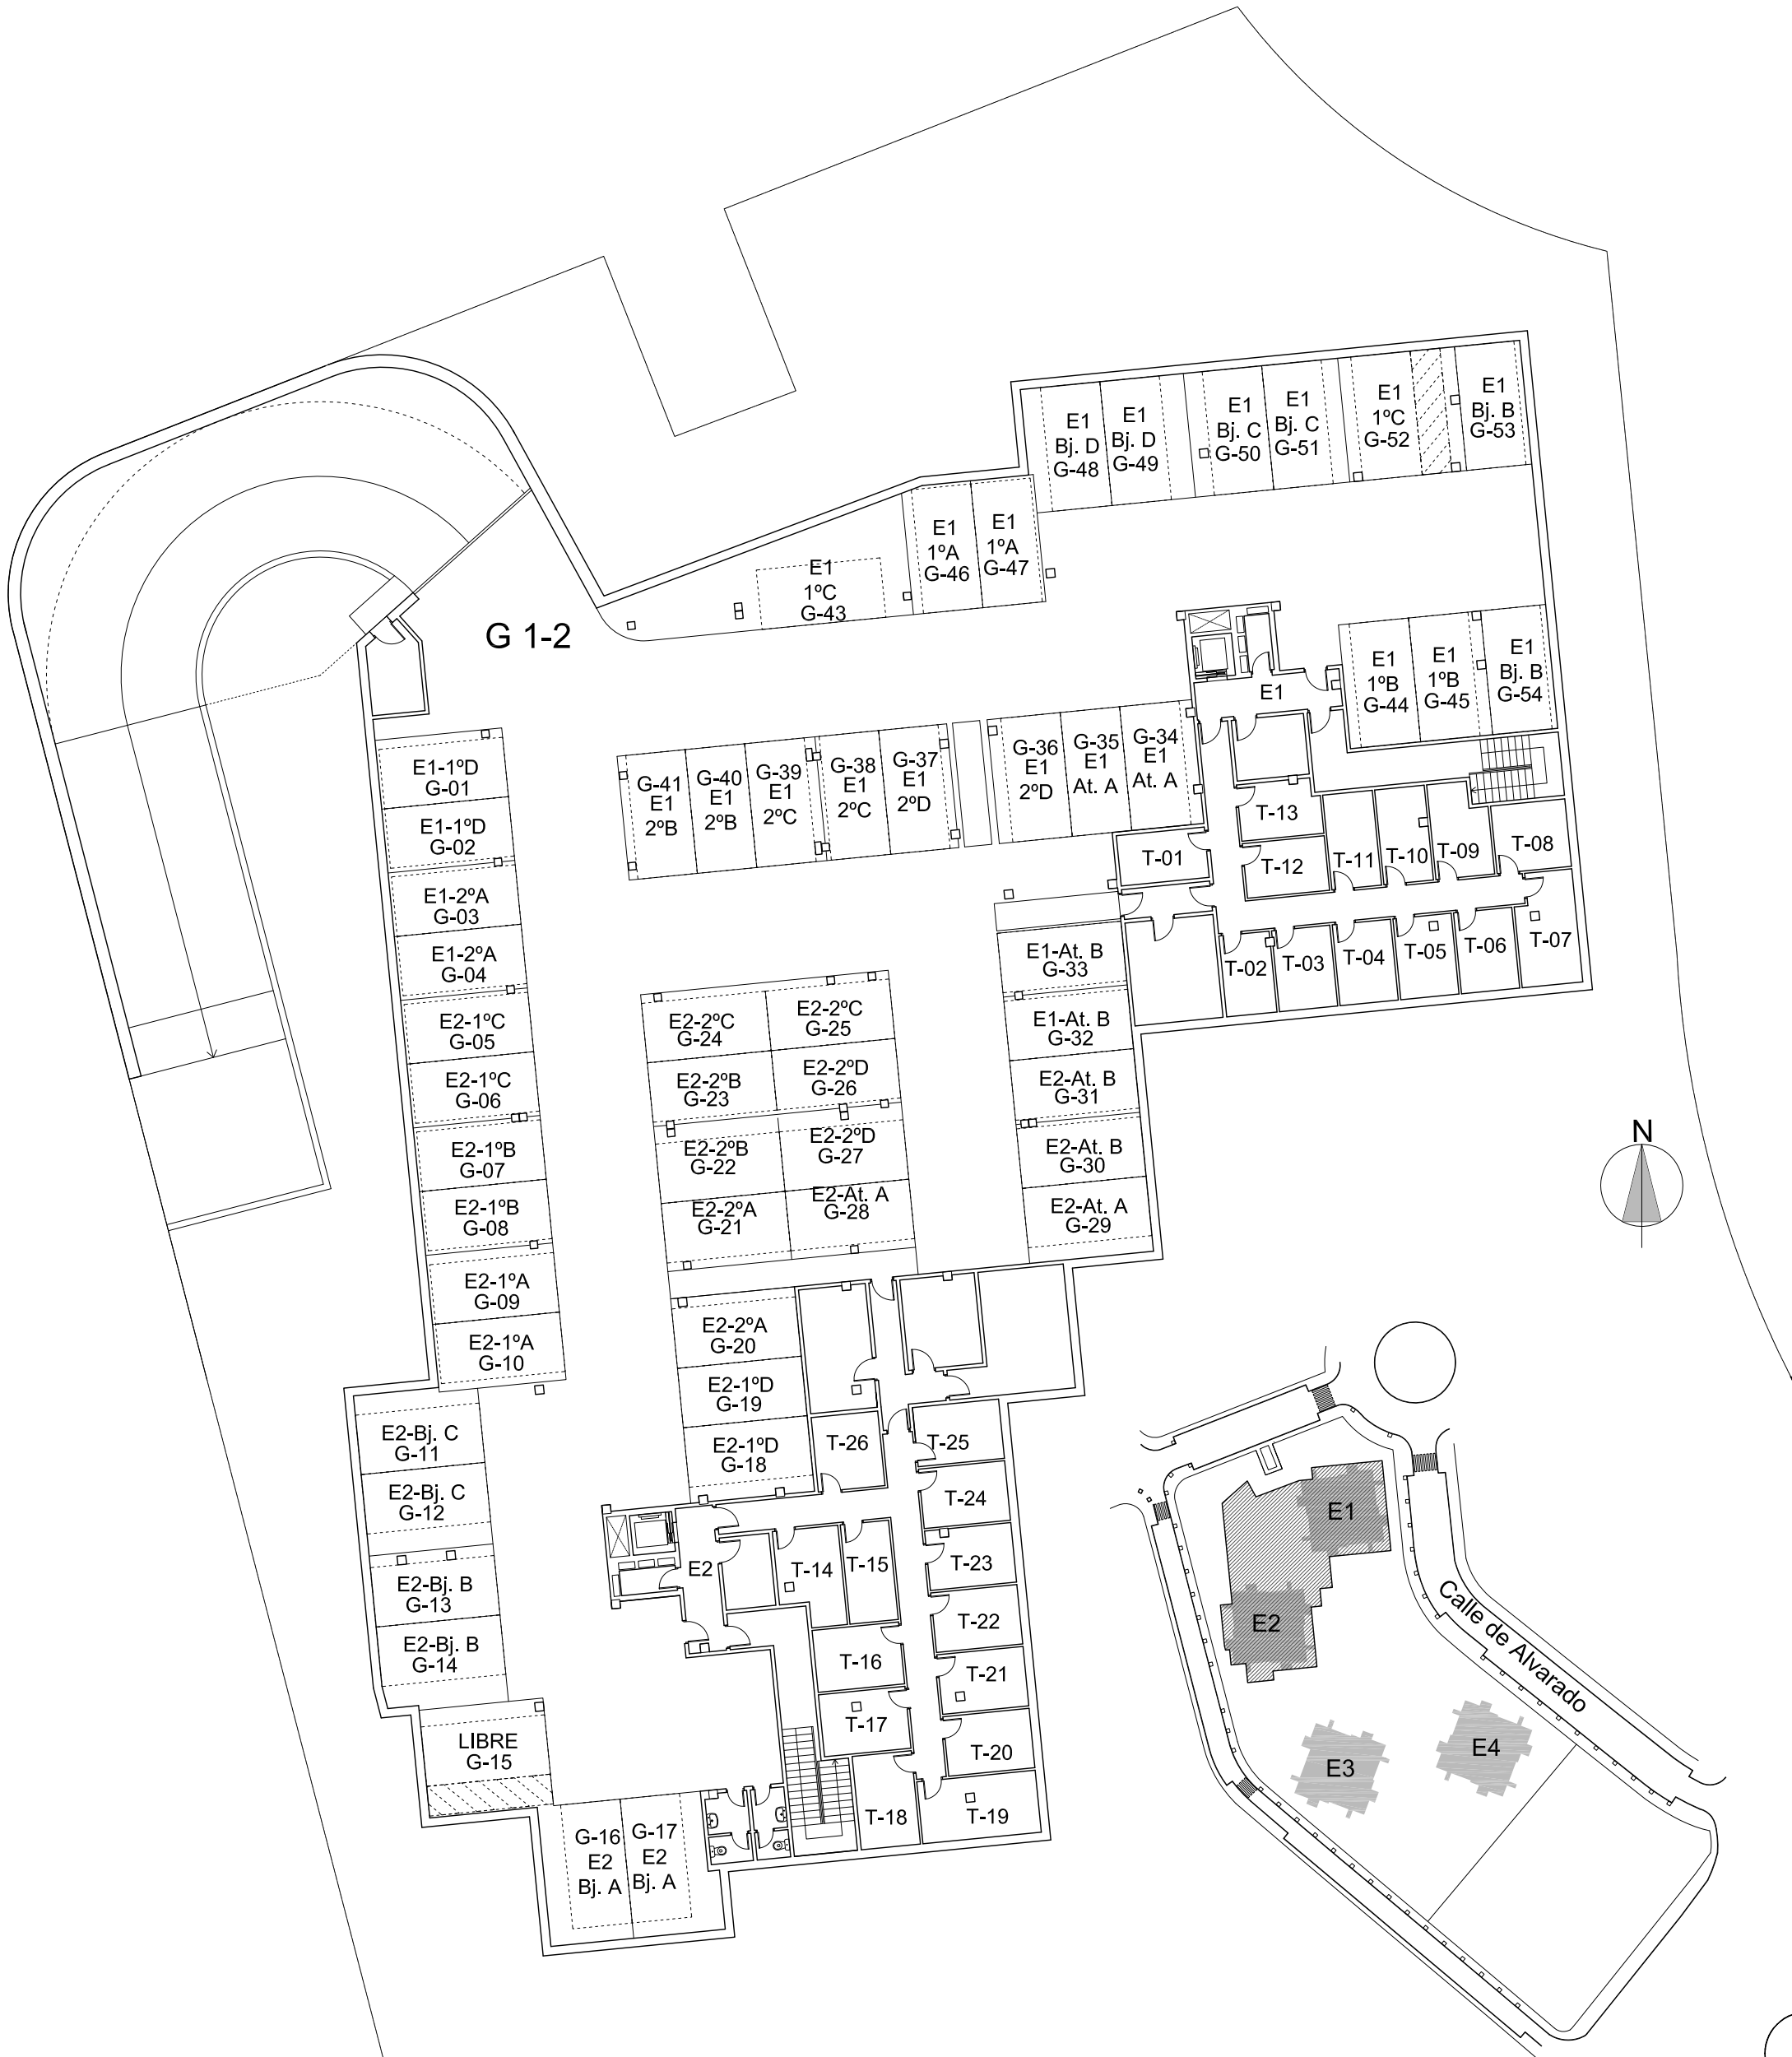 E1
Bj. D
G-48
E1
Bj. D
G-49
E1
Bj. C
G-50
E1
Bj. C
G-51
E1
1ºC
G-52
E1
Bj. B
G-53
E1
1ºC
G-43
E1
1ºA
G-46
E1
1ºA
G-47
G 1-2
E1
E1
1ºB
G-44
E1
1ºB
G-45
E1
Bj. B
G-54
G-41
E1
2ºB
G-40
E1
2ºB
G-39
E1
2ºC
G-38
E1
2ºC
G-37
E1
2ºD
G-36
E1
2ºD
G-35
E1
At. A
G-34
E1
At. A
T-13
T-12
T-11
T-10
T-09
T-08
T-01
T-02
T-03
T-04
T-05
T-06
T-07
E1-1ºD
G-01
E1-1ºD
G-02
E1-2ºA
G-03
E1-2ºA
G-04
E2-1ºC
G-05
E2-1ºC
G-06
E2-1ºB
G-07
E2-1ºB
G-08
E2-1ºA
G-09
E2-1ºA
G-10
E2-2ºC
G-24
E2-2ºC
G-25
E2-2ºB
G-23
E2-2ºD
G-26
E2-2ºB
G-22
E2-2ºD
G-27
E2-2ºA
G-21
E2-At. A
G-28
E1-At. B
G-33
E1-At. B
G-32
E2-At. B
G-31
E2-At. B
G-30
E2-At. A
G-29
N
E2-2ºA
G-20
E2-1ºD
G-19
E2-1ºD
G-18
E2-Bj. C
G-11
E2-Bj. C
G-12
E2-Bj. B
G-13
E2-Bj. B
G-14
LIBRE
G-15
G-16
E2
Bj. A
G-17
E2
Bj. A
E2
T-26
T-25
T-24
T-14
T-15
T-23
T-22
T-16
T-21
T-17
T-20
T-18
T-19
E1
E2
E3
E4
Calle de Alvarado